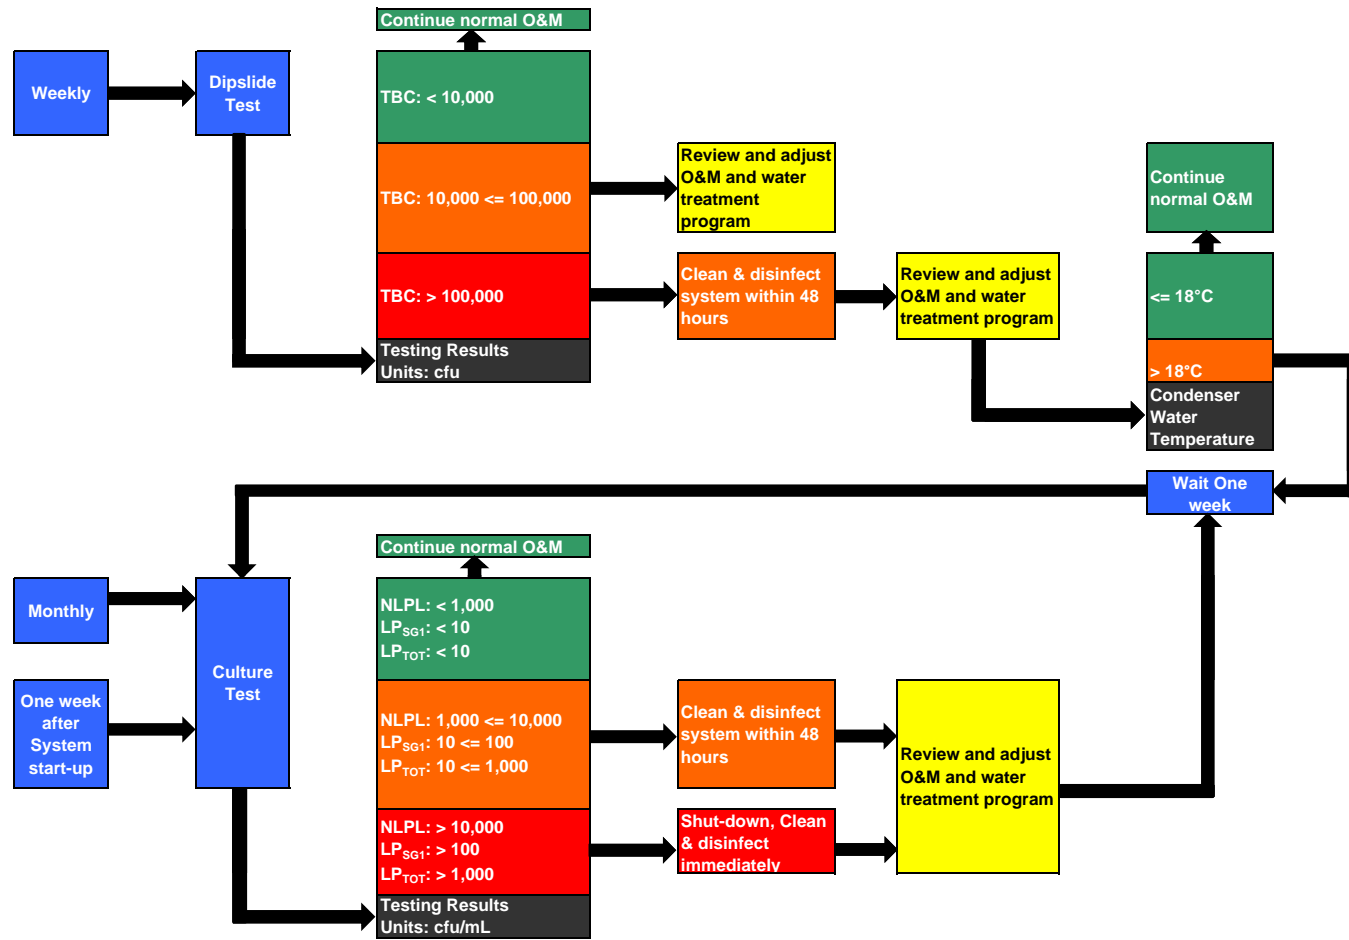 Continue normal O&M
Weekly
Dipslide
Test
TBC: < 10,000
TBC: 10,000 <= 100,000
TBC: > 100,000
Testing Results
Units: cfu
Review and adjust
O&M and water
treatment
program
Clean & disinfect
system within 48
hours
Review and adjust
O&M and water
treatment program
Continue
normal O&M
<= 18°C
> 18°C
Condenser
Water
Temperature
Wait One
week
Continue normal O&M
Monthly
One week
after
System
start-up
Culture
Test
NLPL: < 1,000
LPSG1: < 10
LPTOT: < 10
NLPL: 1,000 <= 10,000
LPSG1: 10 <= 100
LPTOT: 10 <= 1,000
NLPL: > 10,000
LPSG1: > 100
LPTOT: > 1,000
Testing Results
Units: cfu/mL
Clean & disinfect
system within 48
hours
Shut-down, Clean
& disinfect
immediately
Review and adjust
O&M and water
treatment program